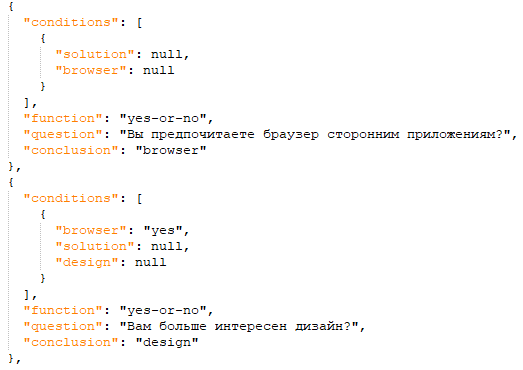 {
  "conditions": [
    {
      "solution": null,
      "browser": null
    }
  ],
  "function": "yes-or-no",
  "question": "Вы предпочитаете браузер сторонним приложениям?",
  "conclusion": "browser"
},
{
  "conditions": [
    {
      "browser": "yes",
      "solution": null,
      "design": null
    }
  ],
  "function": "yes-or-no",
  "question": "Вам больше интересен дизайн?",
  "conclusion": "design"
},